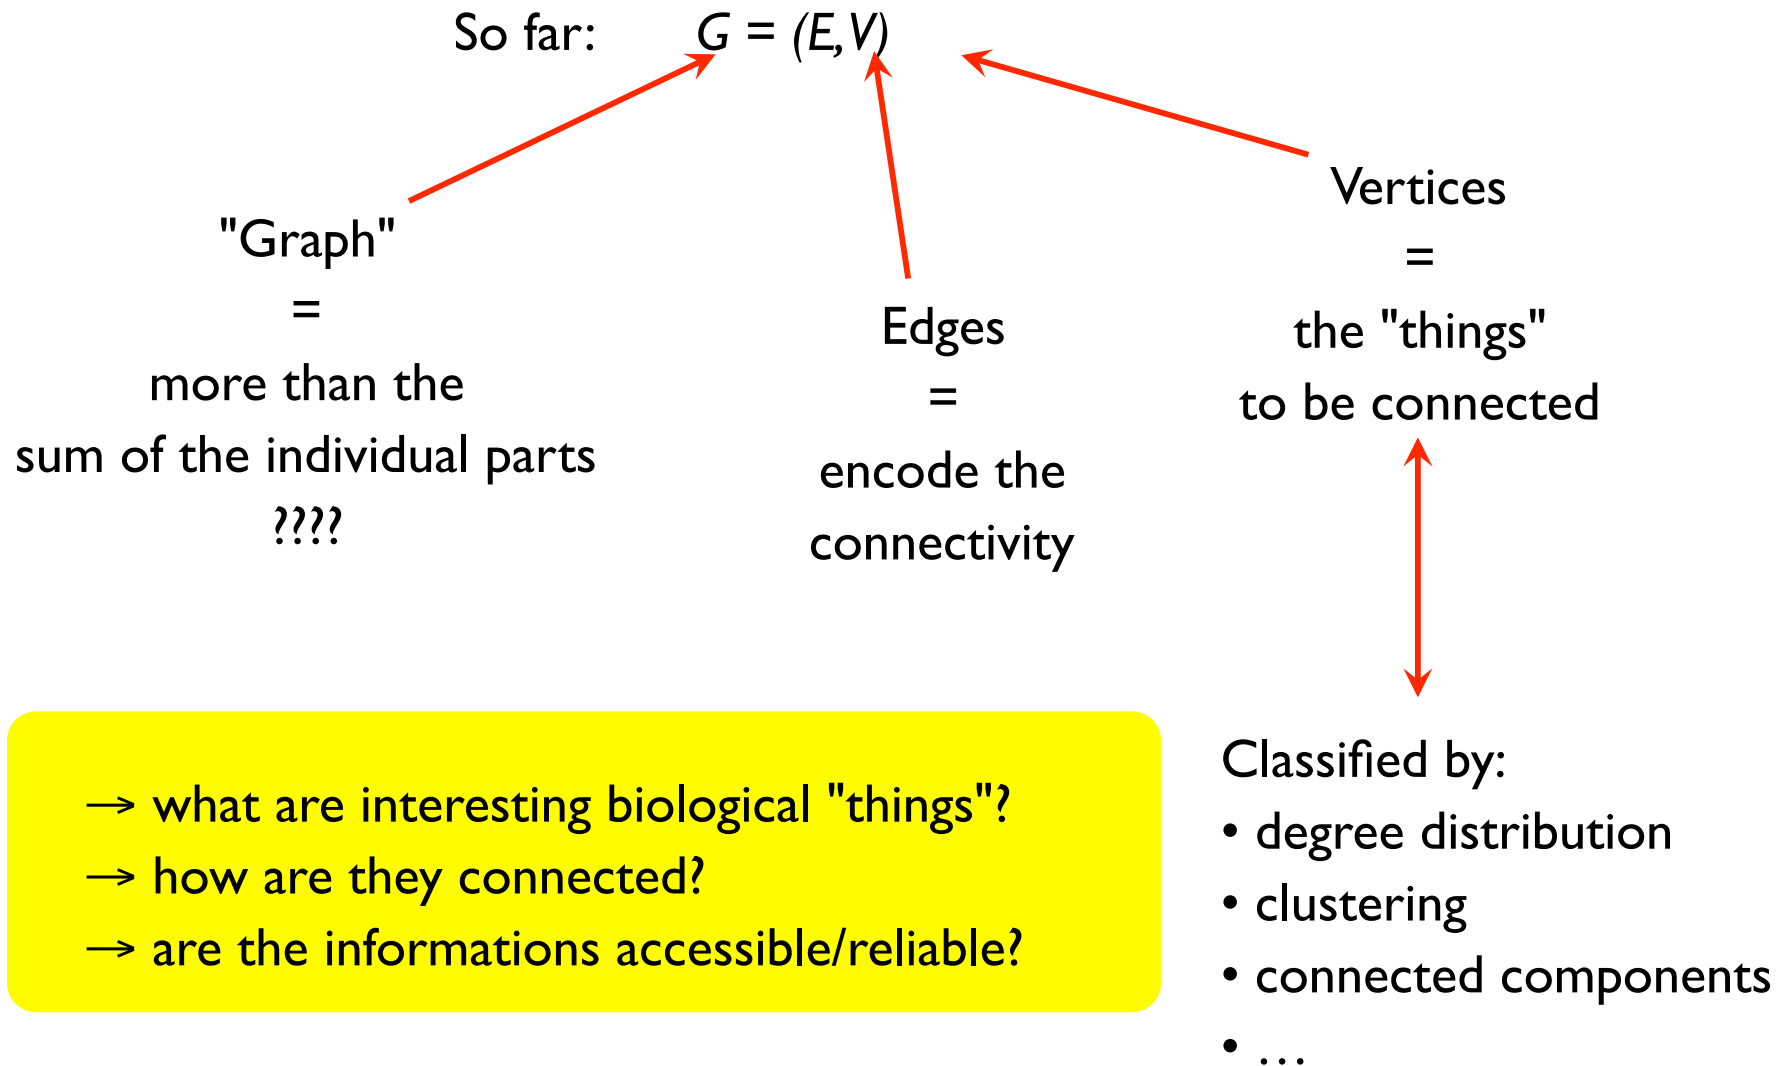 So far: G = (E,V)
"Graph"
=
more than the
sum of the individual parts
????
Edges
=
encode the
connectivity
Vertices
=
the "things"
to be connected
→ what are interesting biological "things"?
→ how are they connected?
→ are the informations accessible/reliable?
Classified by:
• degree distribution
• clustering
• connected components
• …